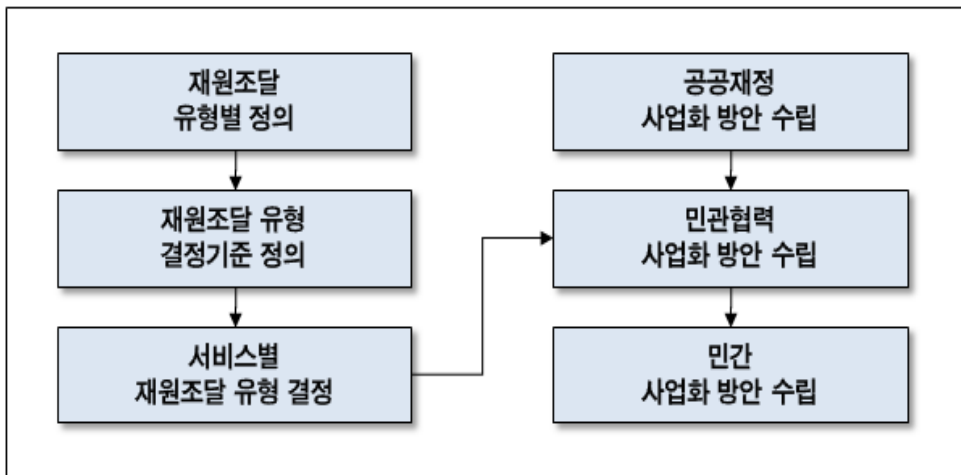 재원조달
유형별 정의
재원조달 유형
결정기준 정의
서비스별
재원조달 유형 결정
공공재정
사업화 방안 수립
민관협력
사업화 방안 수립
민간
사업화 방안 수립